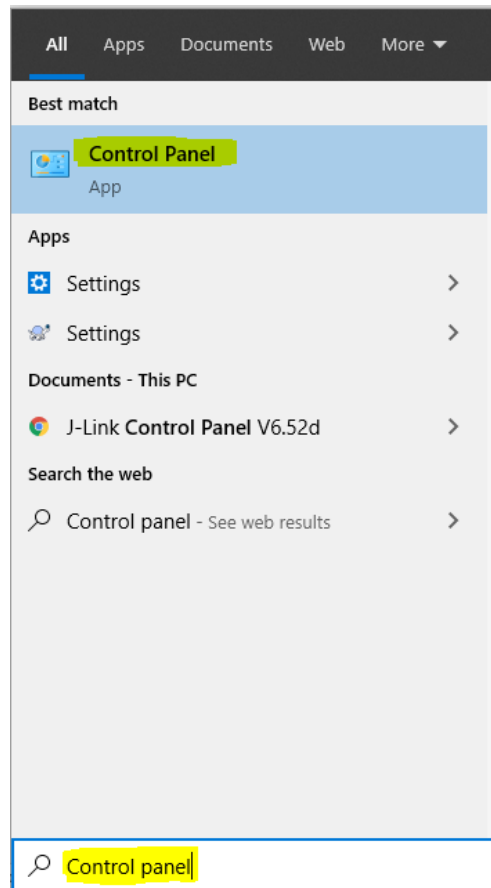 All Apps Documents Web More
Best match
Control Panel
App
Apps
Settings
Settings
Documents - This PC
J-Link Control Panel V6.52d
Search the web
Control panel - See web results
Control panel